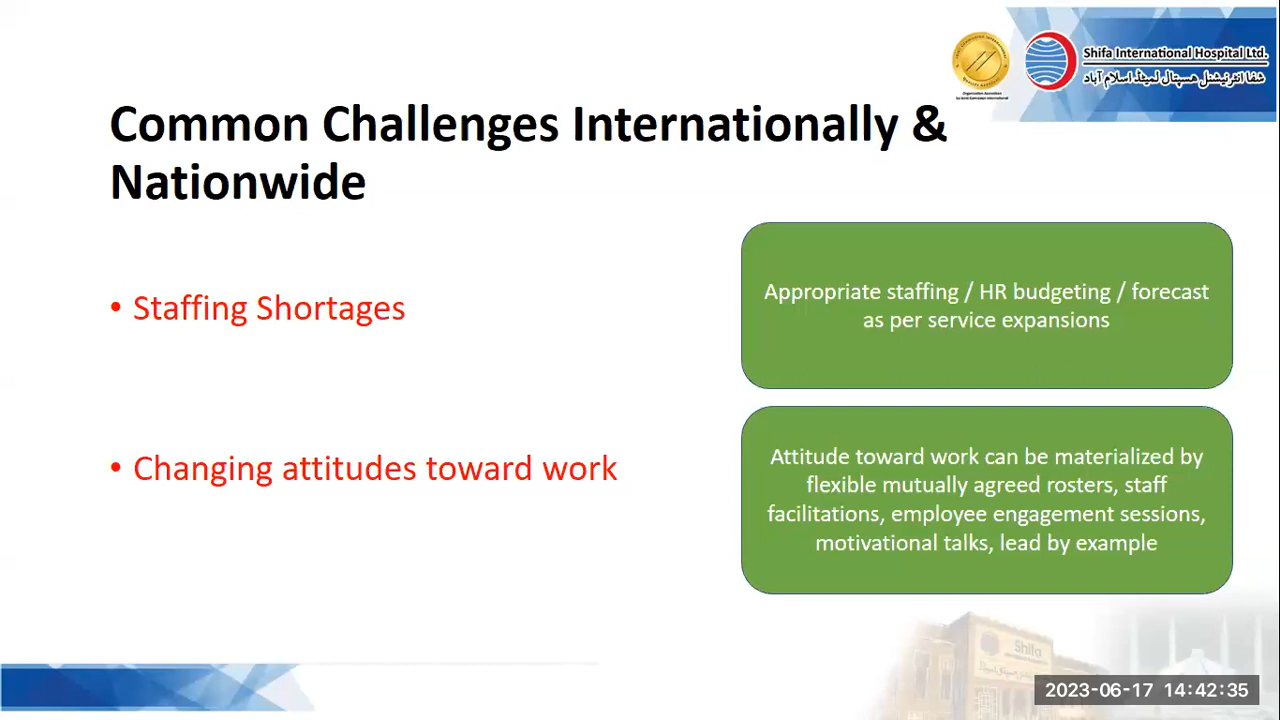 Shifa International Hospital Ltd.
شفا انٹرنیشنل ہسپتال لمیٹڈ اسلام آباد
Common Challenges Internationally &
Nationwide
• Staffing Shortages
Appropriate staffing / HR budgeting / forecast
as per service expansions
• Changing attitudes toward work
Attitude toward work can be materialized by
flexible mutually agreed rosters, staff
facilitations, employee engagement sessions,
motivational talks, lead by example
Shifa
2023-06-17 14:42:35